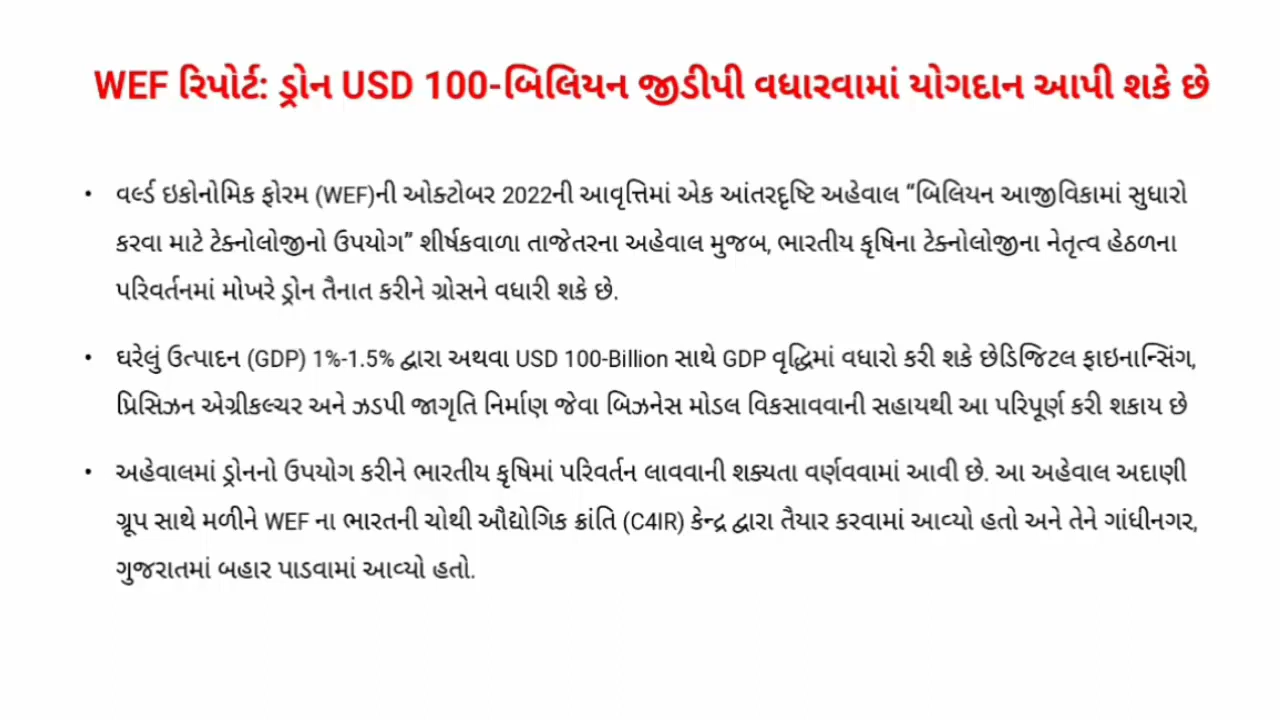 WEF રિપોર્ટ: ડ્રોન USD 100-બિલિયન જીડીપી વધારવામાં યોગદાન આપી શકે છે
• વર્લ્ડ ઇકોનોમિક ફોરમ (WEF)ની ઓક્ટોબર 2022ની આવૃત્તિમાં એક આંતરદૃષ્ટિ અહેવાલ “બિલિયન આજીવિકામાં સુધારો
કરવા માટે ટેક્નોલોજીનો ઉપયોગ” શીર્ષકવાળા તાજેતરના અહેવાલ મુજબ, ભારતીય કૃષિના ટેક્નોલોજીના નેતૃત્વ હેઠળના
પરિવર્તનમાં મોખરે ડ્રોન તૈનાત કરીને ગ્રોસને વધારી શકે છે.
• ઘરેલું ઉત્પાદન (GDP) 1%-1.5% દ્વારા અથવા USD 100-Billion સાથે GDP વૃદ્ધિમાં વધારો કરી શકે છેડિજિટલ ફાઇનાન્સિંગ,
પ્રિસિઝન એગ્રીકલ્ચર અને ઝડપી જાગૃતિ નિર્માણ જેવા બિઝનેસ મોડલ વિકસાવવાની સહાયથી આ પરિપૂર્ણ કરી શકાય છે
• અહેવાલમાં ડ્રોનનો ઉપયોગ કરીને ભારતીય કૃષિમાં પરિવર્તન લાવવાની શક્યતા વર્ણવવામાં આવી છે. આ અહેવાલ અદાણી
ગ્રૂપ સાથે મળીને WEF ના ભારતની ચોથી ઔદ્યોગિક ક્રાંતિ (C4IR) કેન્દ્ર દ્વારા તૈયાર કરવામાં આવ્યો હતો અને તેને ગાંધીનગર,
ગુજરાતમાં બહાર પાડવામાં આવ્યો હતો.